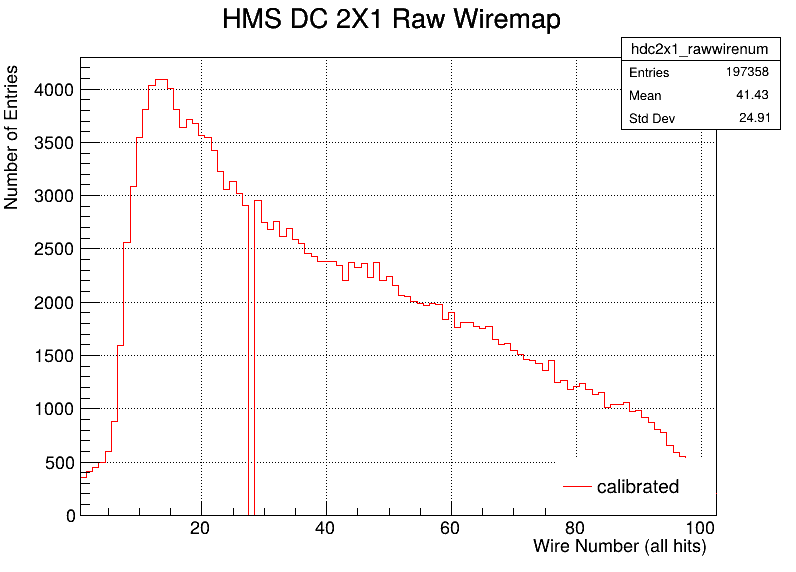 HMS DC 2X1 Raw Wiremap
hdc2x1_rawwirenum
Entries 197358
Mean 41.43
Std Dev 24.91
Number of Entries
4000
3500
3000
2500
2000
1500
1000
500
0
20 40 60 80 100
Wire Number (all hits)
calibrated